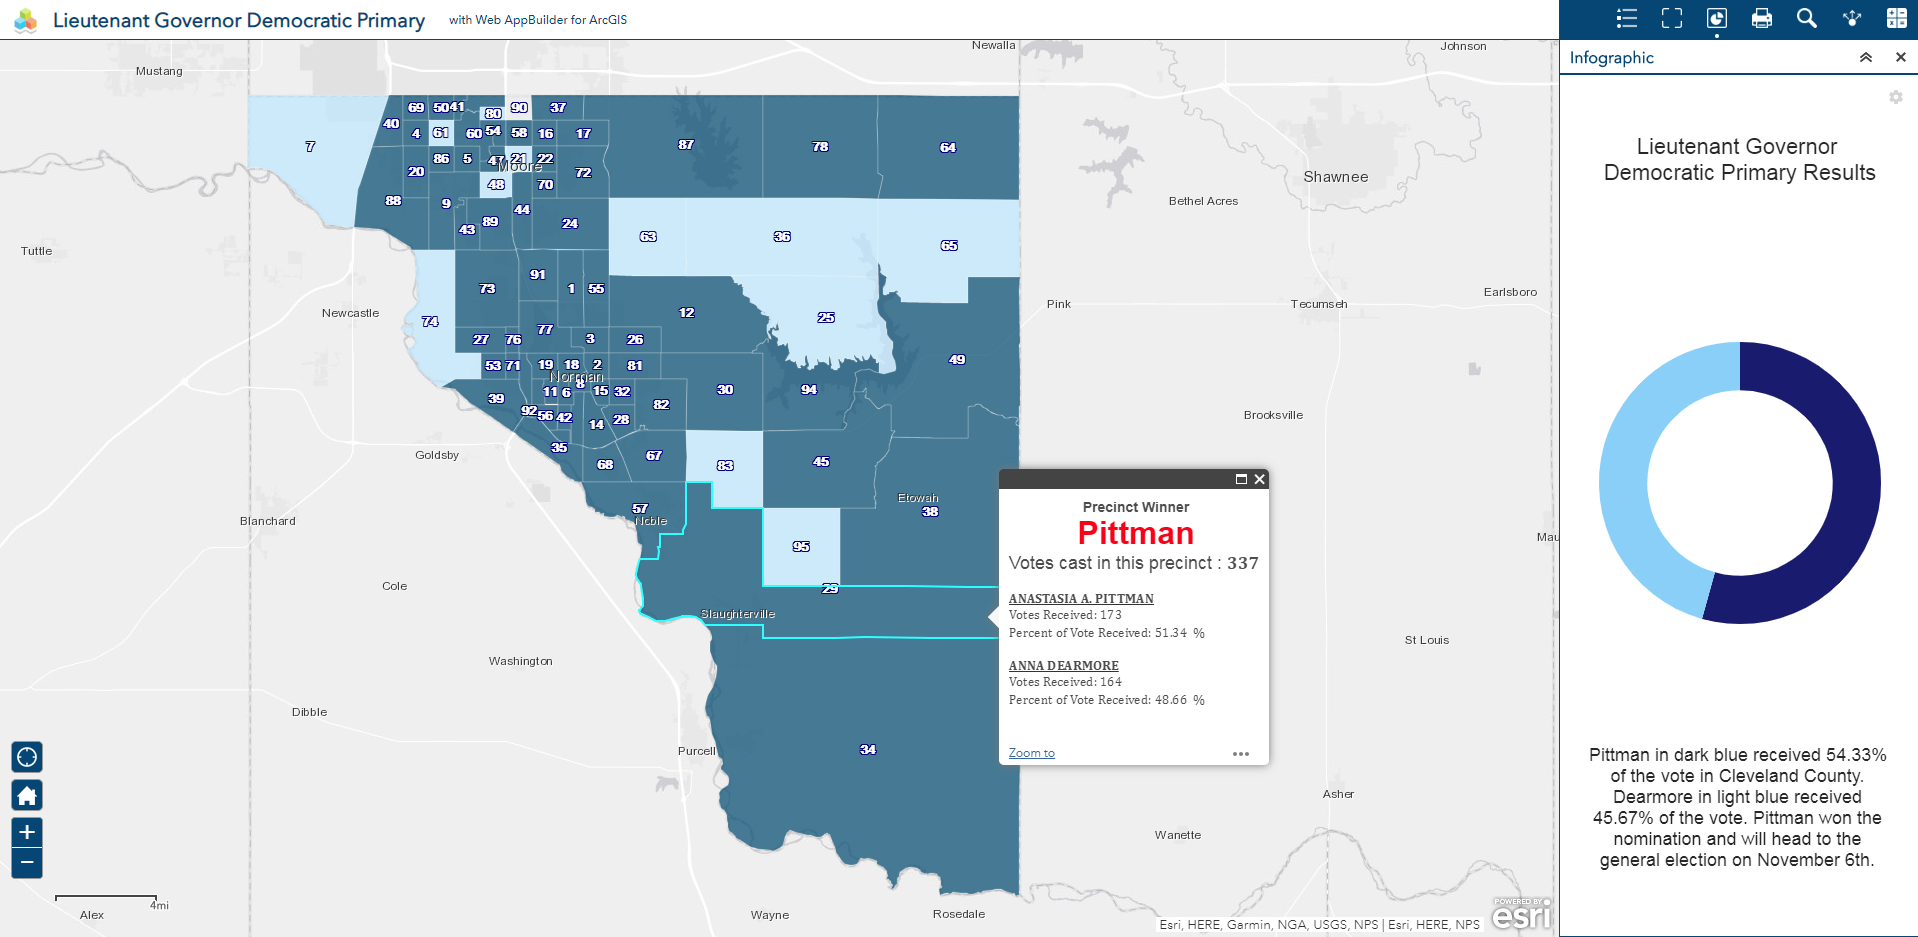 Lieutenant Governor Democratic Primary
with Web AppBuilder for ArcGIS
Infographic
Newalla
Johnson
Mustang
69 50 41 80 90 37
40 4 61 60 54 58 16 17
7 86 5 47 21 22 87 78 64
Moore
20 48 70 72
Shawnee
88 9 44
Bethel Acres
43 89 24
63 36 65
Tuttle
91
73 1 55
Earlsboro
Pink
Tecumseh
Newcastle
74 12 25
77
27 76 3 26
53 71 19 18 2 81 49
Norman
8
39 11 6 15 32 30 94
92 56 42 82
14 28
Brooksville
35
Goldsby
68 67 83 45
Etowah
57 38
Noble
Blanchard
Mau
95
Cole
29
Slaughterville
St Louis
Washington
Dibble
Purcell
34
Asher
Wanette
4mi
Alex
Wayne
Rosedale
Precinct Winner
Pittman
Votes cast in this precinct : 337
ANASTASIA A. PITTMAN
Votes Received: 173
Percent of Vote Received: 51.34 %
ANNA DEARMORE
Votes Received: 164
Percent of Vote Received: 48.66 %
Zoom to
Esri, HERE, Garmin, NGA, USGS, NPS | Esri, HERE, NPS
POWERED BY
esri
Lieutenant Governor
Democratic Primary Results
Pittman in dark blue received 54.33%
of the vote in Cleveland County.
Dearmore in light blue received
45.67% of the vote. Pittman won the
nomination and will head to the
general election on November 6th.